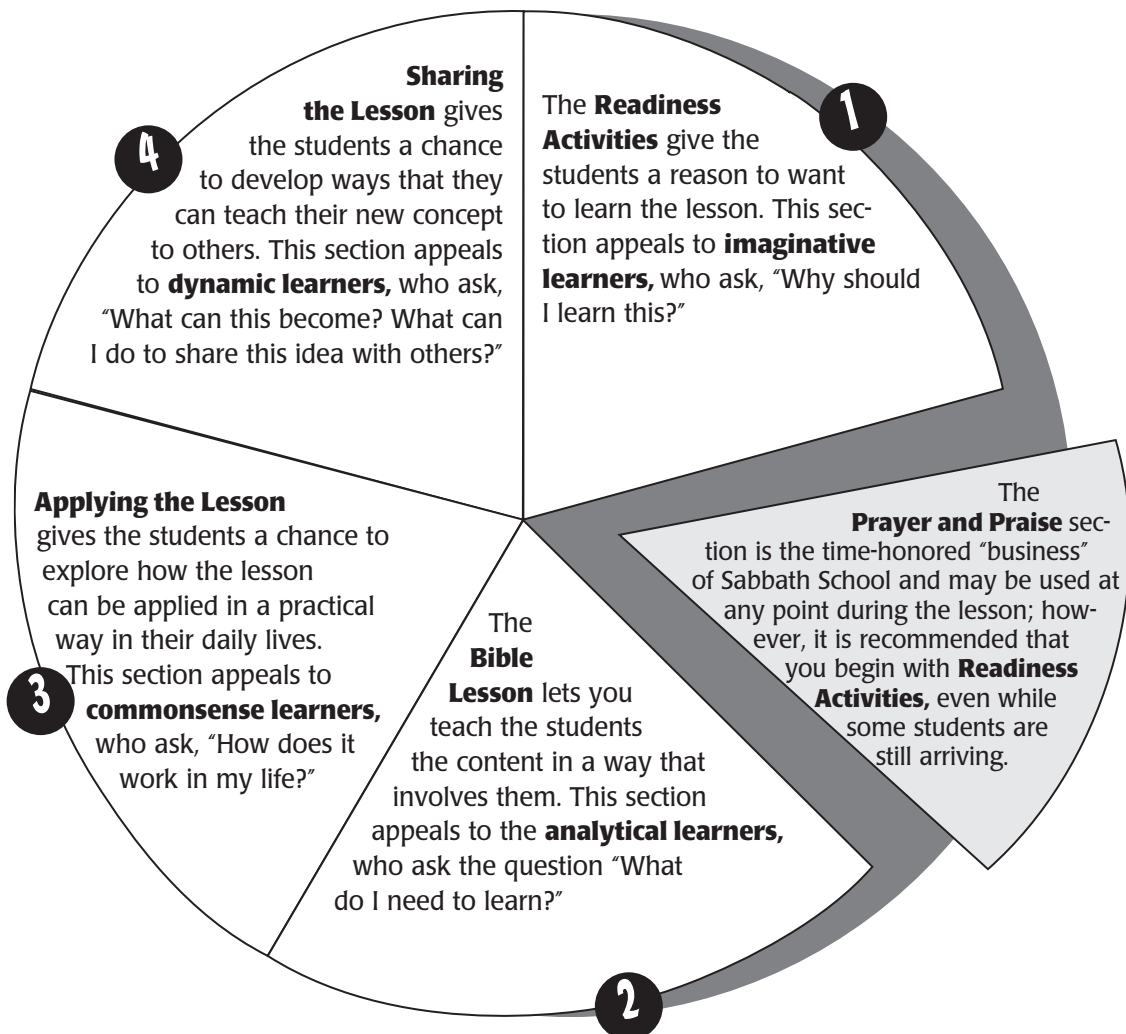 1
The Readiness
Activities give the
students a reason to want
to learn the lesson. This sec-
tion appeals to imaginative
learners, who ask, “Why should
I learn this?”
The
Prayer and Praise sec-
tion is the time-honored “business”
of Sabbath School and may be used at
any point during the lesson; how-
ever, it is recommended that
you begin with Readiness
Activities, even while
some students are
still arriving.
2
The
Bible
Lesson lets you
teach the students
the content in a way that
involves them. This section
appeals to the analytical learners,
who ask the question “What
do I need to learn?”
3
Applying the Lesson
gives the students a chance to
explore how the lesson
can be applied in a practical
way in their daily lives.
This section appeals to
commonsense learners,
who ask, “How does it
work in my life?”
4
Sharing
the Lesson gives
the students a chance
to develop ways that they
can teach their new concept
to others. This section appeals
to dynamic learners, who ask,
“What can this become? What can
I do to share this idea with others?”